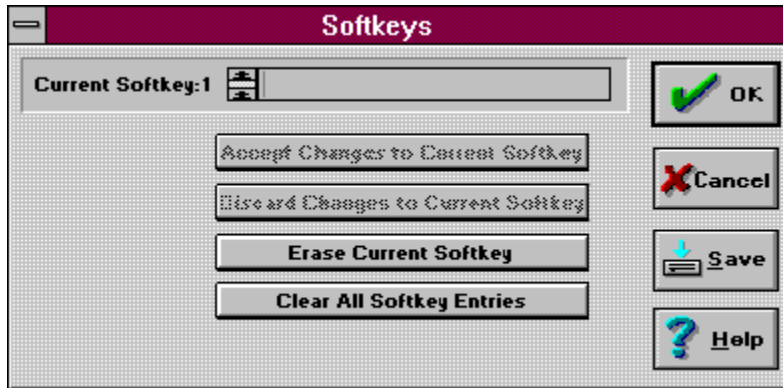 Softkeys
Current Softkey:1
OK
Accept Changes to Current Softkey
Cancel
Discard Changes to Current Softkey
Erase Current Softkey
Save
Clear All Softkey Entries
Help